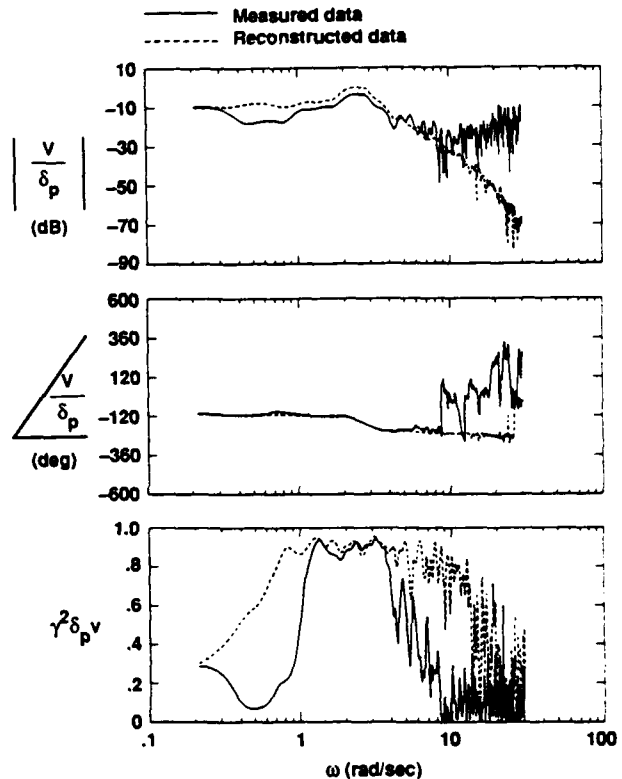 Measured data
Reconstructed data
10
-10
-30
-50
-70
-90
| v / δp |
(dB)
600
360
120
-120
-360
-600
v / δp
(deg)
1.0
.8
.6
.4
.2
0
γ²δpv
.1
1
10
100
ω (rad/sec)